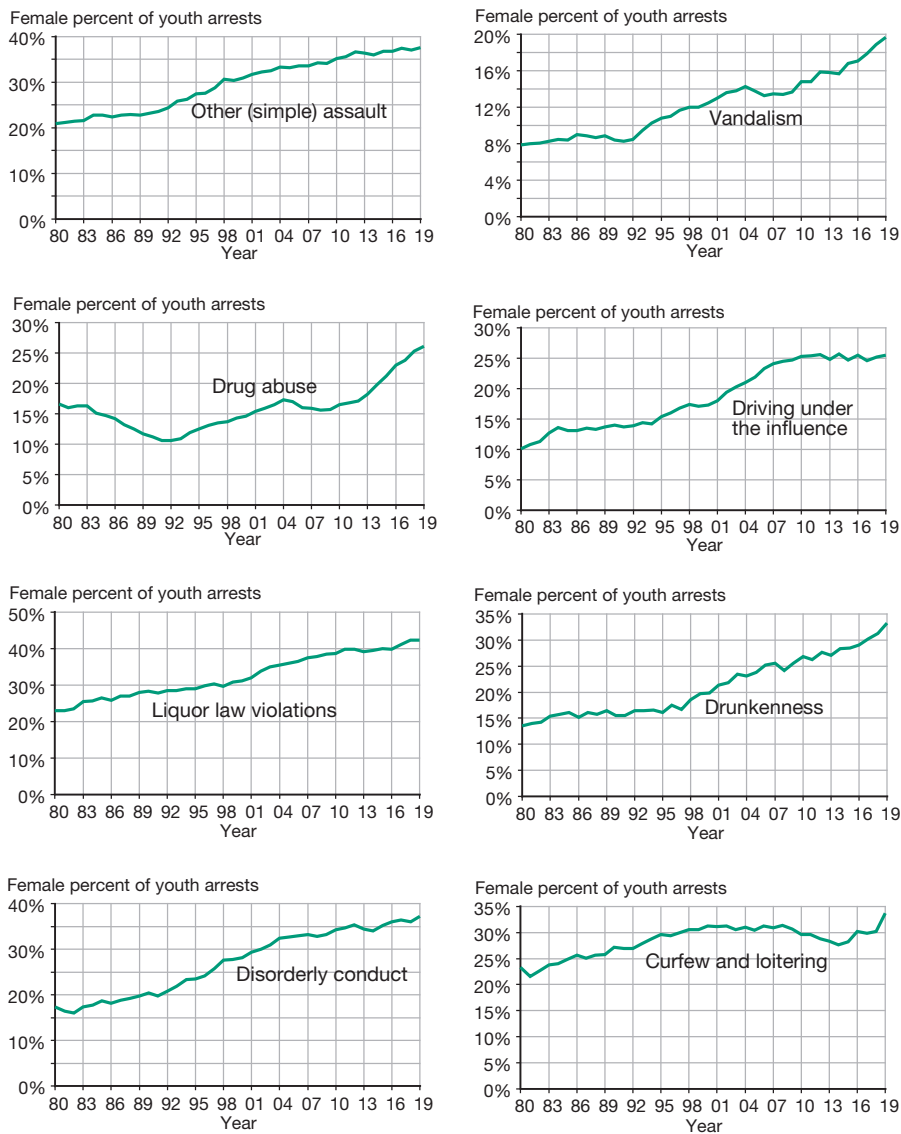 Female percent of youth arrests
40%
30%
20%
10%
0%
Other (simple) assault
80 83 86 89 92 95 98 01 04 07 10 13 16 19
Year
Female percent of youth arrests
20%
16%
12%
8%
4%
0%
Vandalism
80 83 86 89 92 95 98 01 04 07 10 13 16 19
Year
Female percent of youth arrests
30%
25%
20%
15%
10%
5%
0%
Drug abuse
80 83 86 89 92 95 98 01 04 07 10 13 16 19
Year
Female percent of youth arrests
30%
25%
20%
15%
10%
5%
0%
Driving under
the influence
80 83 86 89 92 95 98 01 04 07 10 13 16 19
Year
Female percent of youth arrests
50%
40%
30%
20%
10%
0%
Liquor law violations
80 83 86 89 92 95 98 01 04 07 10 13 16 19
Year
Female percent of youth arrests
35%
30%
25%
20%
15%
10%
5%
0%
Drunkenness
80 83 86 89 92 95 98 01 04 07 10 13 16 19
Year
Female percent of youth arrests
40%
30%
20%
10%
0%
Disorderly conduct
80 83 86 89 92 95 98 01 04 07 10 13 16 19
Year
Female percent of youth arrests
35%
30%
25%
20%
15%
10%
5%
0%
Curfew and loitering
80 83 86 89 92 95 98 01 04 07 10 13 16 19
Year